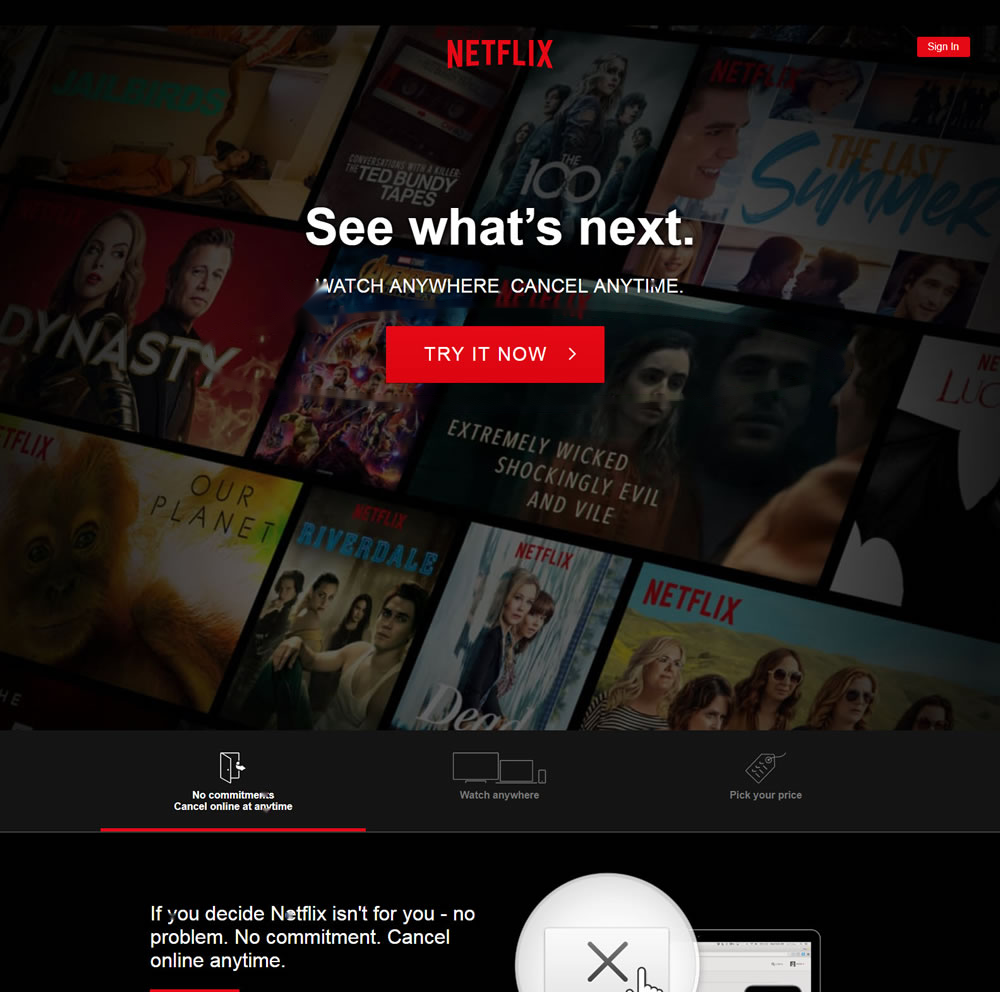 NETFLIX
Sign In
JAILBIRDS
CONVERSATIONS WITH A KILLER:
THE TED BUNDY
TAPES
THE
100
NETFLIX
THE LAST
Summer
See what's next.
WATCH ANYWHERE  CANCEL ANYTIME.
TRY IT NOW
DYNASTY
NETFLIX
EXTREMELY WICKED
SHOCKINGLY EVIL
AND VILE
OUR
PLANET
NETFLIX
RIVERDALE
NETFLIX
Dead
NETFLIX
THE
No commitments
Cancel online at anytime
Watch anywhere
Pick your price
If you decide Netflix isn't for you - no
problem. No commitment. Cancel
online anytime.